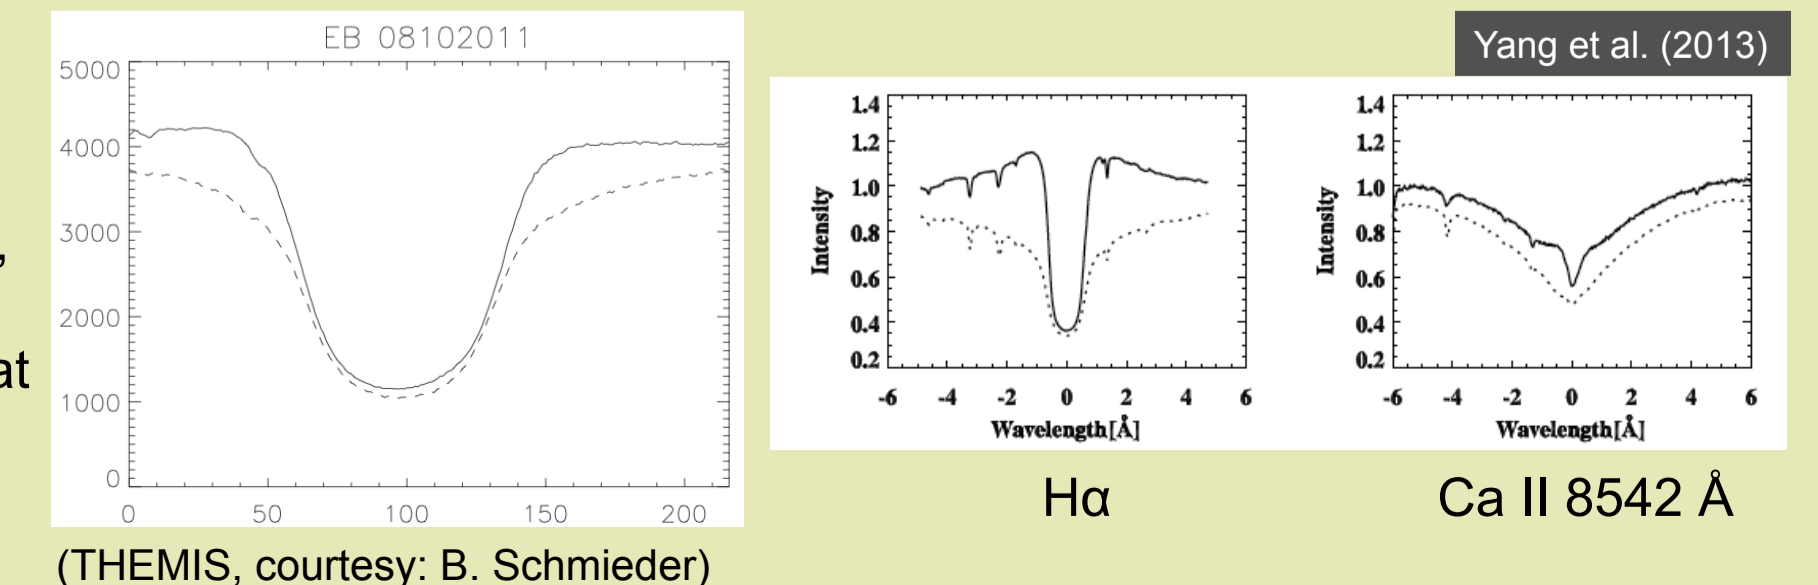 EB 08102011
5000
4000
3000
2000
1000
0
0 50 100 150 200
(THEMIS, courtesy: B. Schmieder)
,
at
Yang et al. (2013)
1.4
1.2
1.0
0.8
0.6
0.4
0.2
Intensity
-6 -4 -2 0 2 4 6
Wavelength[Å]
Hα
1.4
1.2
1.0
0.8
0.6
0.4
0.2
Intensity
-6 -4 -2 0 2 4 6
Wavelength[Å]
Ca II 8542 Å